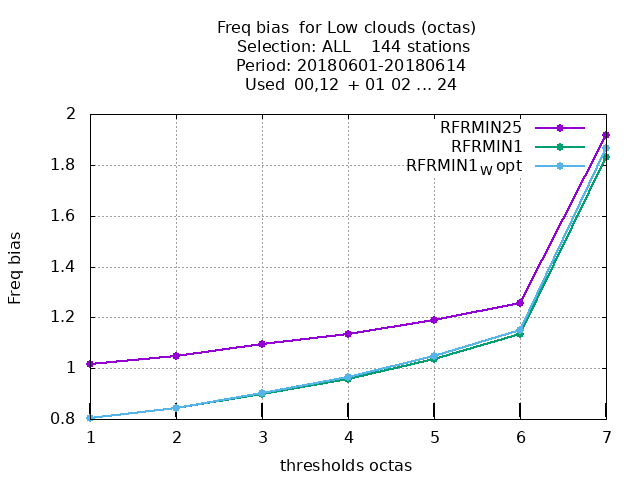 Freq bias  for Low clouds (octas)
Selection: ALL    144 stations
Period: 20180601-20180614
Used  00,12  + 01 02 ... 24
RFRMIN25
RFRMIN1
RFRMIN1W opt
2
1.8
1.6
1.4
1.2
1
0.8
Freq bias
1 2 3 4 5 6 7
thresholds octas